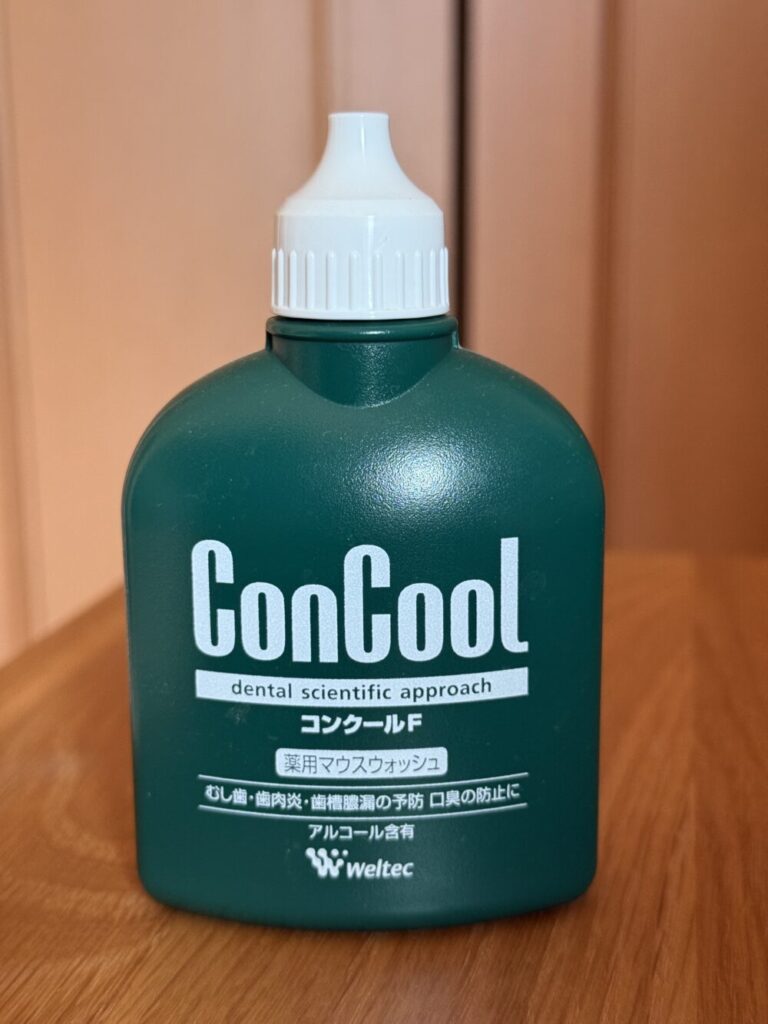 ConCool
dental scientific approach
コンクールF
薬用マウスウォッシュ
むし歯・歯肉炎・歯槽膿漏の予防 口臭の防止に
アルコール含有
Weltec